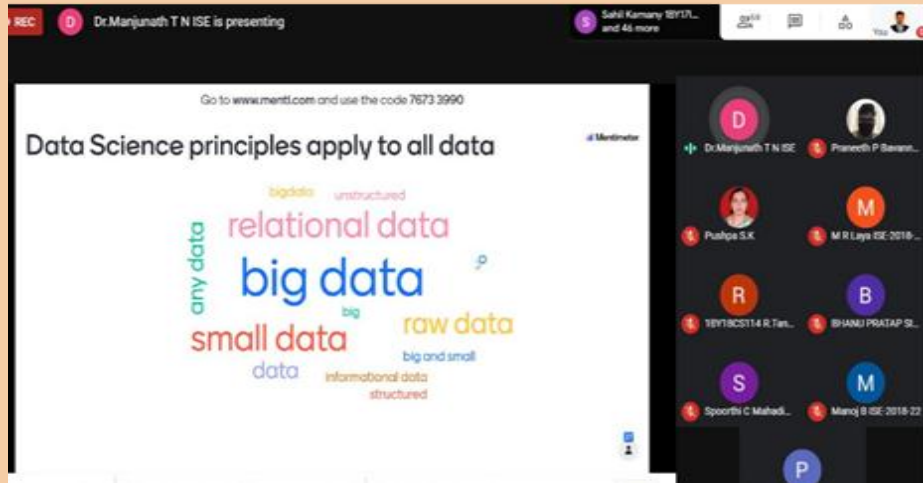 REC
D
Dr.Manjunath T N ISE is presenting
S
Sahil Kamany 1BY17I...
and 46 more
You
Go to www.menti.com and use the code 7673 3990
Data Science principles apply to all data
Mentimeter
bigdata
unstructured
relational data
any data
big data
big
raw data
small data
big and small
data
informational data
structured
D
Dr.Manjunath T N ISE
Praneeth P Bavann...
Pushpa S.K
M
M R Laya ISE-2018-...
R
1BY18CS114 R.Tan...
B
BHANU PRATAP SI...
S
Spoorthi C Mahadi...
M
Manoj B ISE-2018-22
P